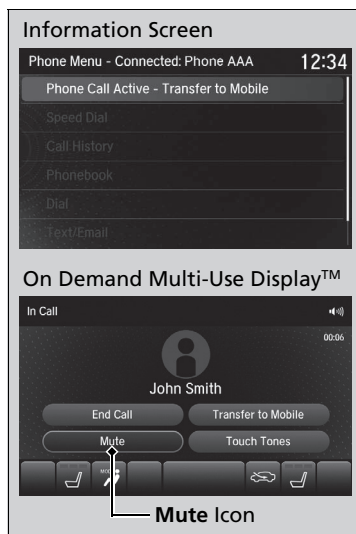 Information Screen
Phone Menu - Connected: Phone AAA 12:34
Phone Call Active - Transfer to Mobile
Speed Dial
Call History
Phonebook
Dial
Text/Email
On Demand Multi-Use Display™
In Call
00:06
John Smith
End Call Transfer to Mobile
Mute Touch Tones
Mute Icon